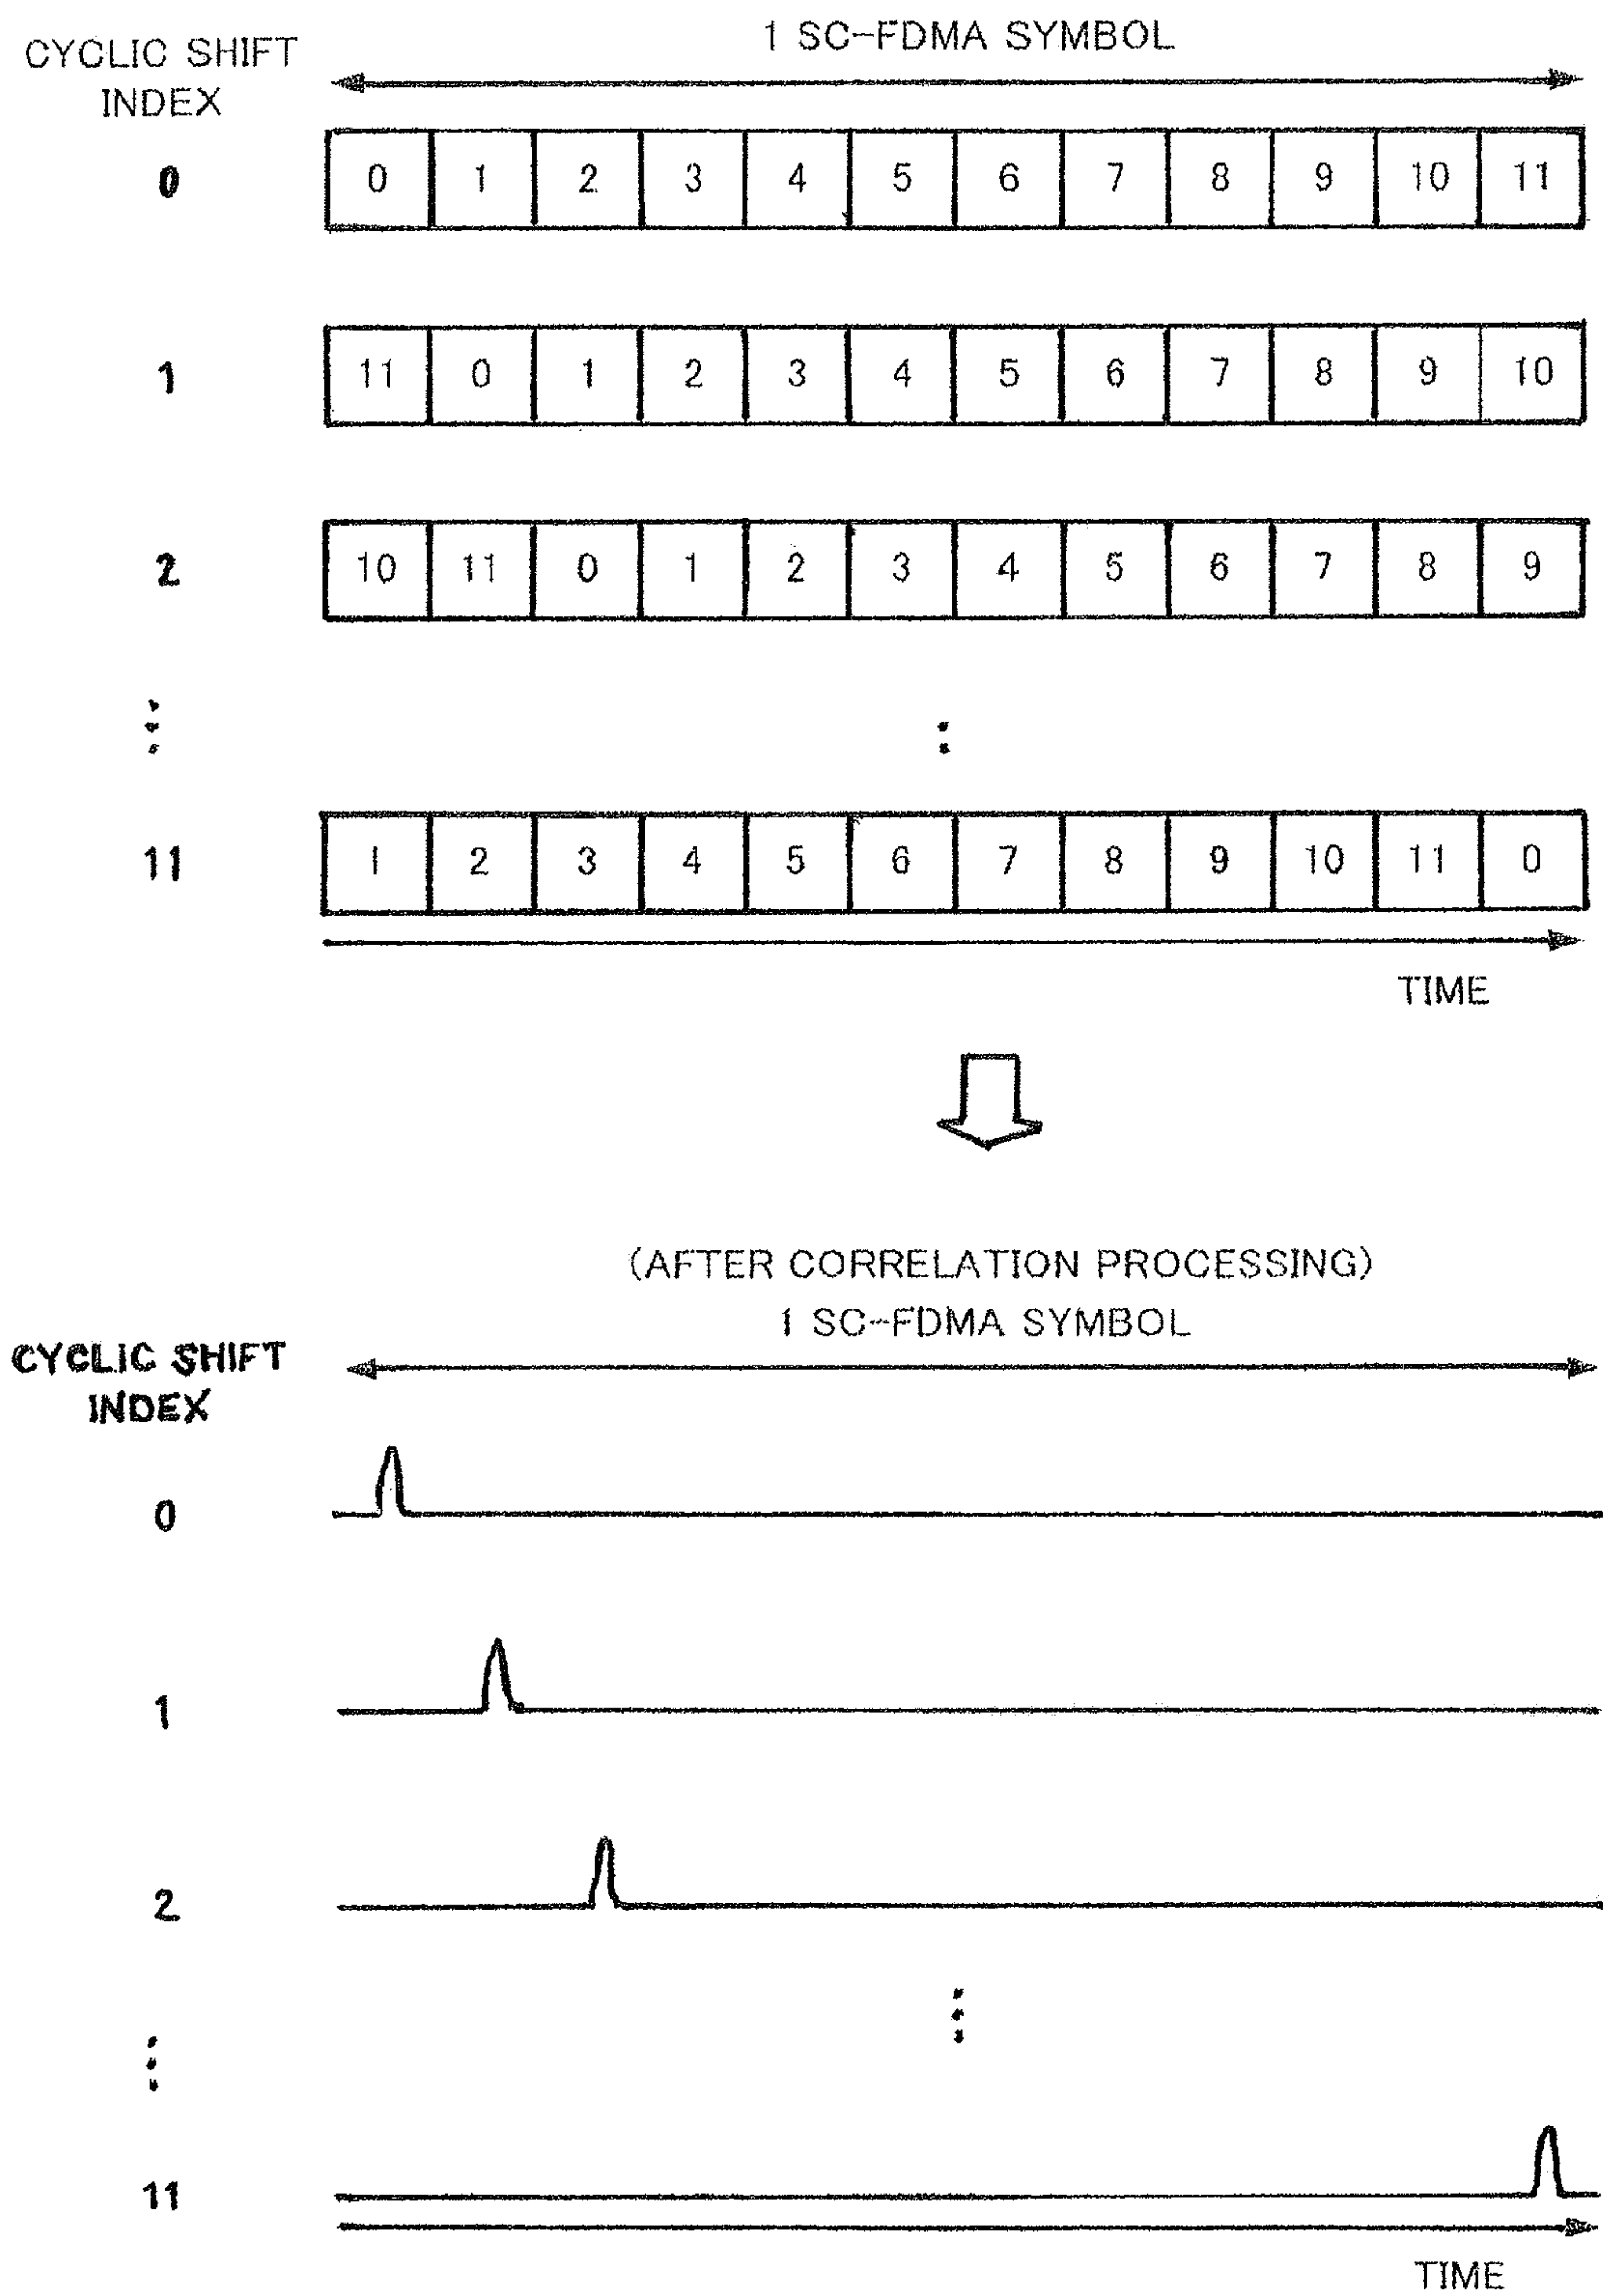 1 SC-FDMA SYMBOL
CYCLIC SHIFT
INDEX
0 0 1 2 3 4 5 6 7 8 9 10 11
1 11 0 1 2 3 4 5 6 7 8 9 10
2 10 11 0 1 2 3 4 5 6 7 8 9
11 1 2 3 4 5 6 7 8 9 10 11 0
TIME
(AFTER CORRELATION PROCESSING)
1 SC-FDMA SYMBOL
CYCLIC SHIFT
INDEX
0
1
2
11
TIME